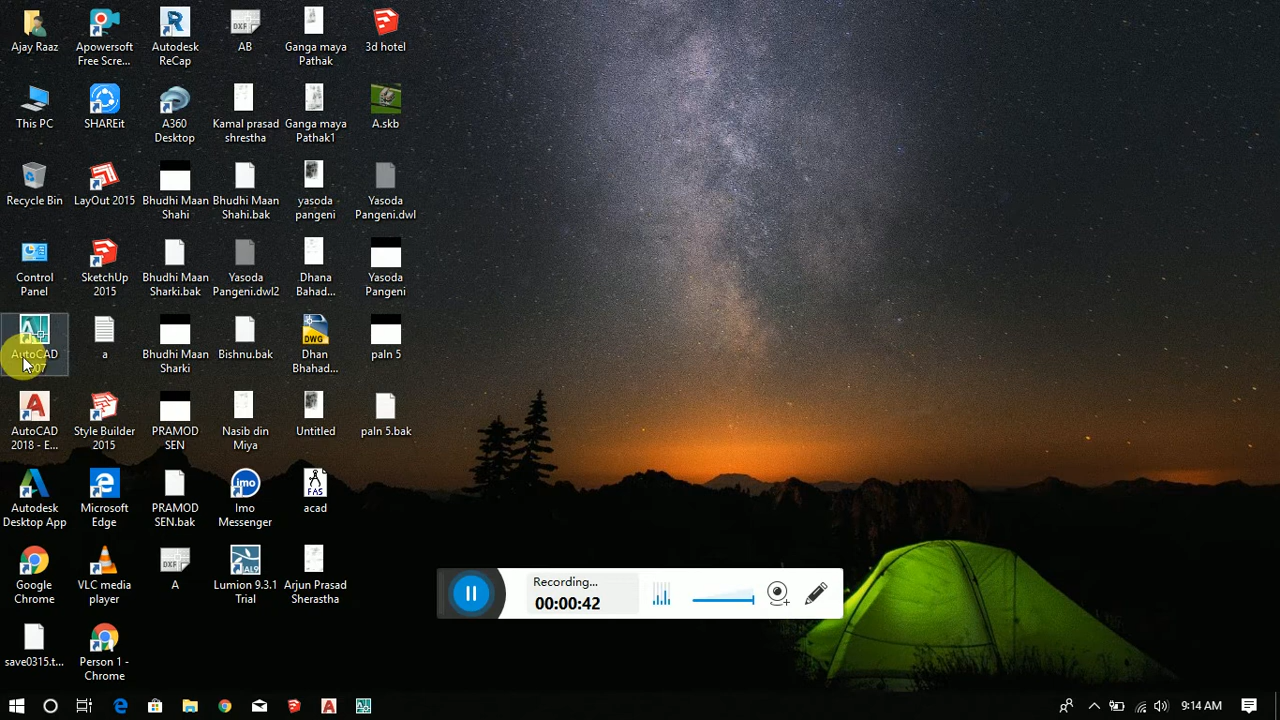 Ajay Raaz
Apowersoft
Free Scre...
Autodesk
ReCap
DXF
AB
Ganga maya
Pathak
3d hotel
This PC
SHAREit
A360
Desktop
Kamal prasad
shrestha
Ganga maya
Pathak1
A.skb
Recycle Bin
LayOut 2015
Bhudhi Maan
Shahi
Bhudhi Maan
Shahi.bak
yasoda
pangeni
Yasoda
Pangeni.dwl
Control
Panel
SketchUp
2015
Bhudhi Maan
Sharki.bak
Yasoda
Pangeni.dwl2
Dhana
Bahad...
Yasoda
Pangeni
AutoCAD
a
Bhudhi Maan
Sharki
Bishnu.bak
DWG
Dhan
Bhahad...
paln 5
AutoCAD
2018 - E...
Style Builder
2015
PRAMOD
SEN
Nasib din
Miya
Untitled
paln 5.bak
Autodesk
Desktop App
Microsoft
Edge
PRAMOD
SEN.bak
imo
Imo
Messenger
FAS
acad
Google
Chrome
VLC media
player
DXF
A
Lumion 9.3.1
Trial
Arjun Prasad
Sherastha
Recording...
00:00:42
save0315.t...
Person 1 -
Chrome
9:14 AM